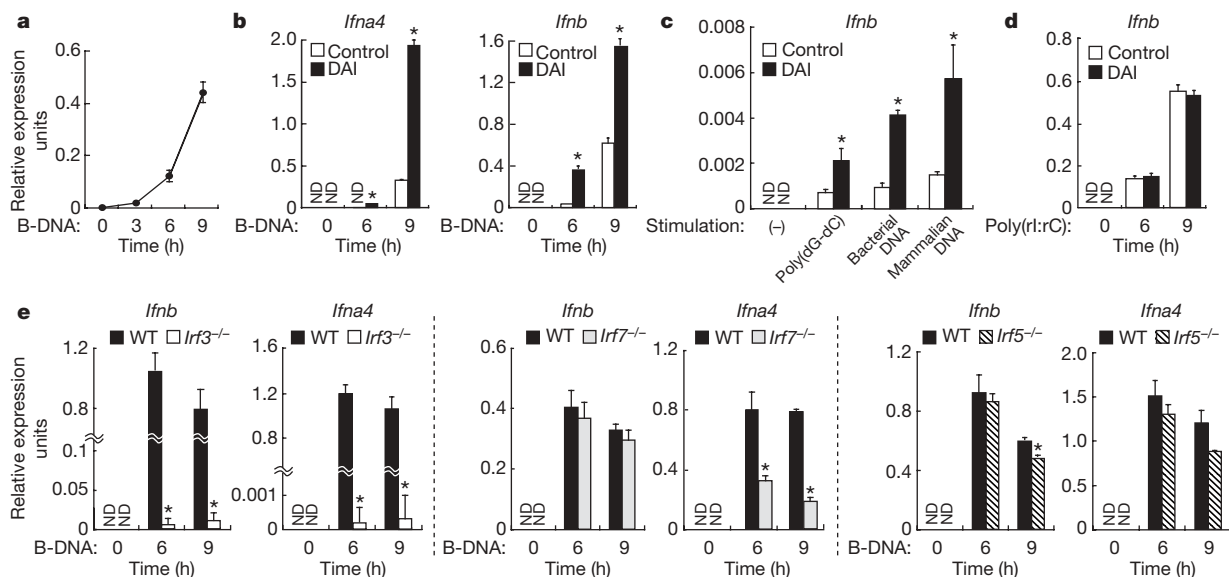 a
Relative expression units
0.6
0.4
0.2
0
B-DNA: 0 3 6 9
Time (h)
b
Ifna4
Control
DAI
2.0
1.5
1.0
0.5
0
ND ND ND * *
B-DNA: 0 6 9
Time (h)
Ifnb
Control
DAI
1.6
1.2
0.8
0.4
0
ND ND * *
B-DNA: 0 6 9
Time (h)
c
Ifnb
Control
DAI
0.008
0.006
0.004
0.002
0
ND ND * * *
Stimulation: (–) Poly(dG-dC) Bacterial DNA Mammalian DNA
d
Ifnb
Control
DAI
0.8
0.6
0.4
0.2
0
ND ND
Poly(rI:rC) 0 6 9
Time (h)
e
Relative expression units
Ifnb
WT Irf3–/–
1.2
0.8
0.1
0.05
0
ND ND * *
B-DNA: 0 6 9
Time (h)
Ifna4
WT Irf3–/–
1.6
1.2
0.8
0.001
0
ND ND * *
0 6 9
Time (h)
Ifnb
WT Irf7–/–
0.6
0.4
0.2
0
ND ND
B-DNA: 0 6 9
Time (h)
Ifna4
WT Irf7–/–
1.2
0.8
0.4
0
ND ND * *
0 6 9
Time (h)
Ifnb
WT Irf5–/–
1.2
0.8
0.4
0
ND ND *
B-DNA: 0 6 9
Time (h)
Ifna4
WT Irf5–/–
2.0
1.5
1.0
0.5
0
ND ND
0 6 9
Time (h)